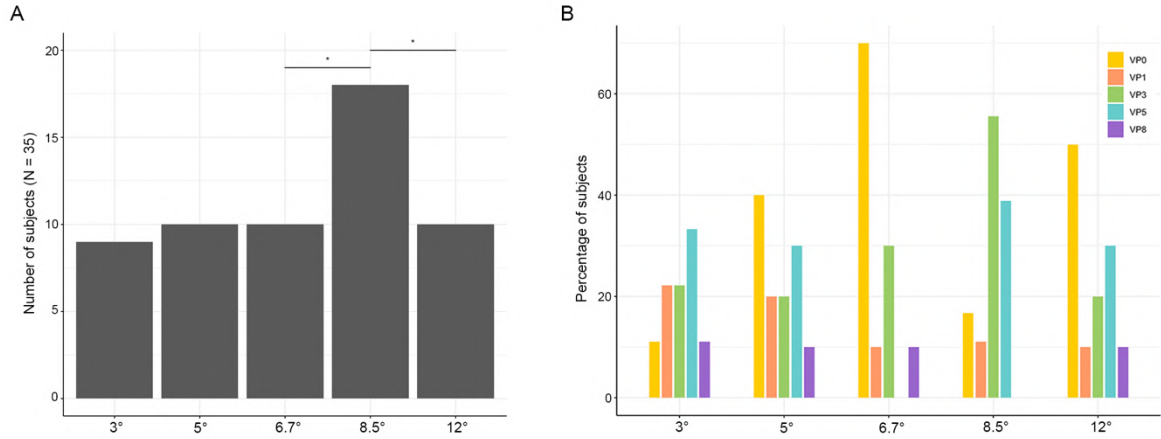 A
Number of subjects (N = 35)
20
15
10
5
0
*
*
3°
5°
6.7°
8.5°
12°
B
Percentage of subjects
60
40
20
0
3°
5°
6.7°
8.5°
12°
VP0
VP1
VP3
VP5
VP8